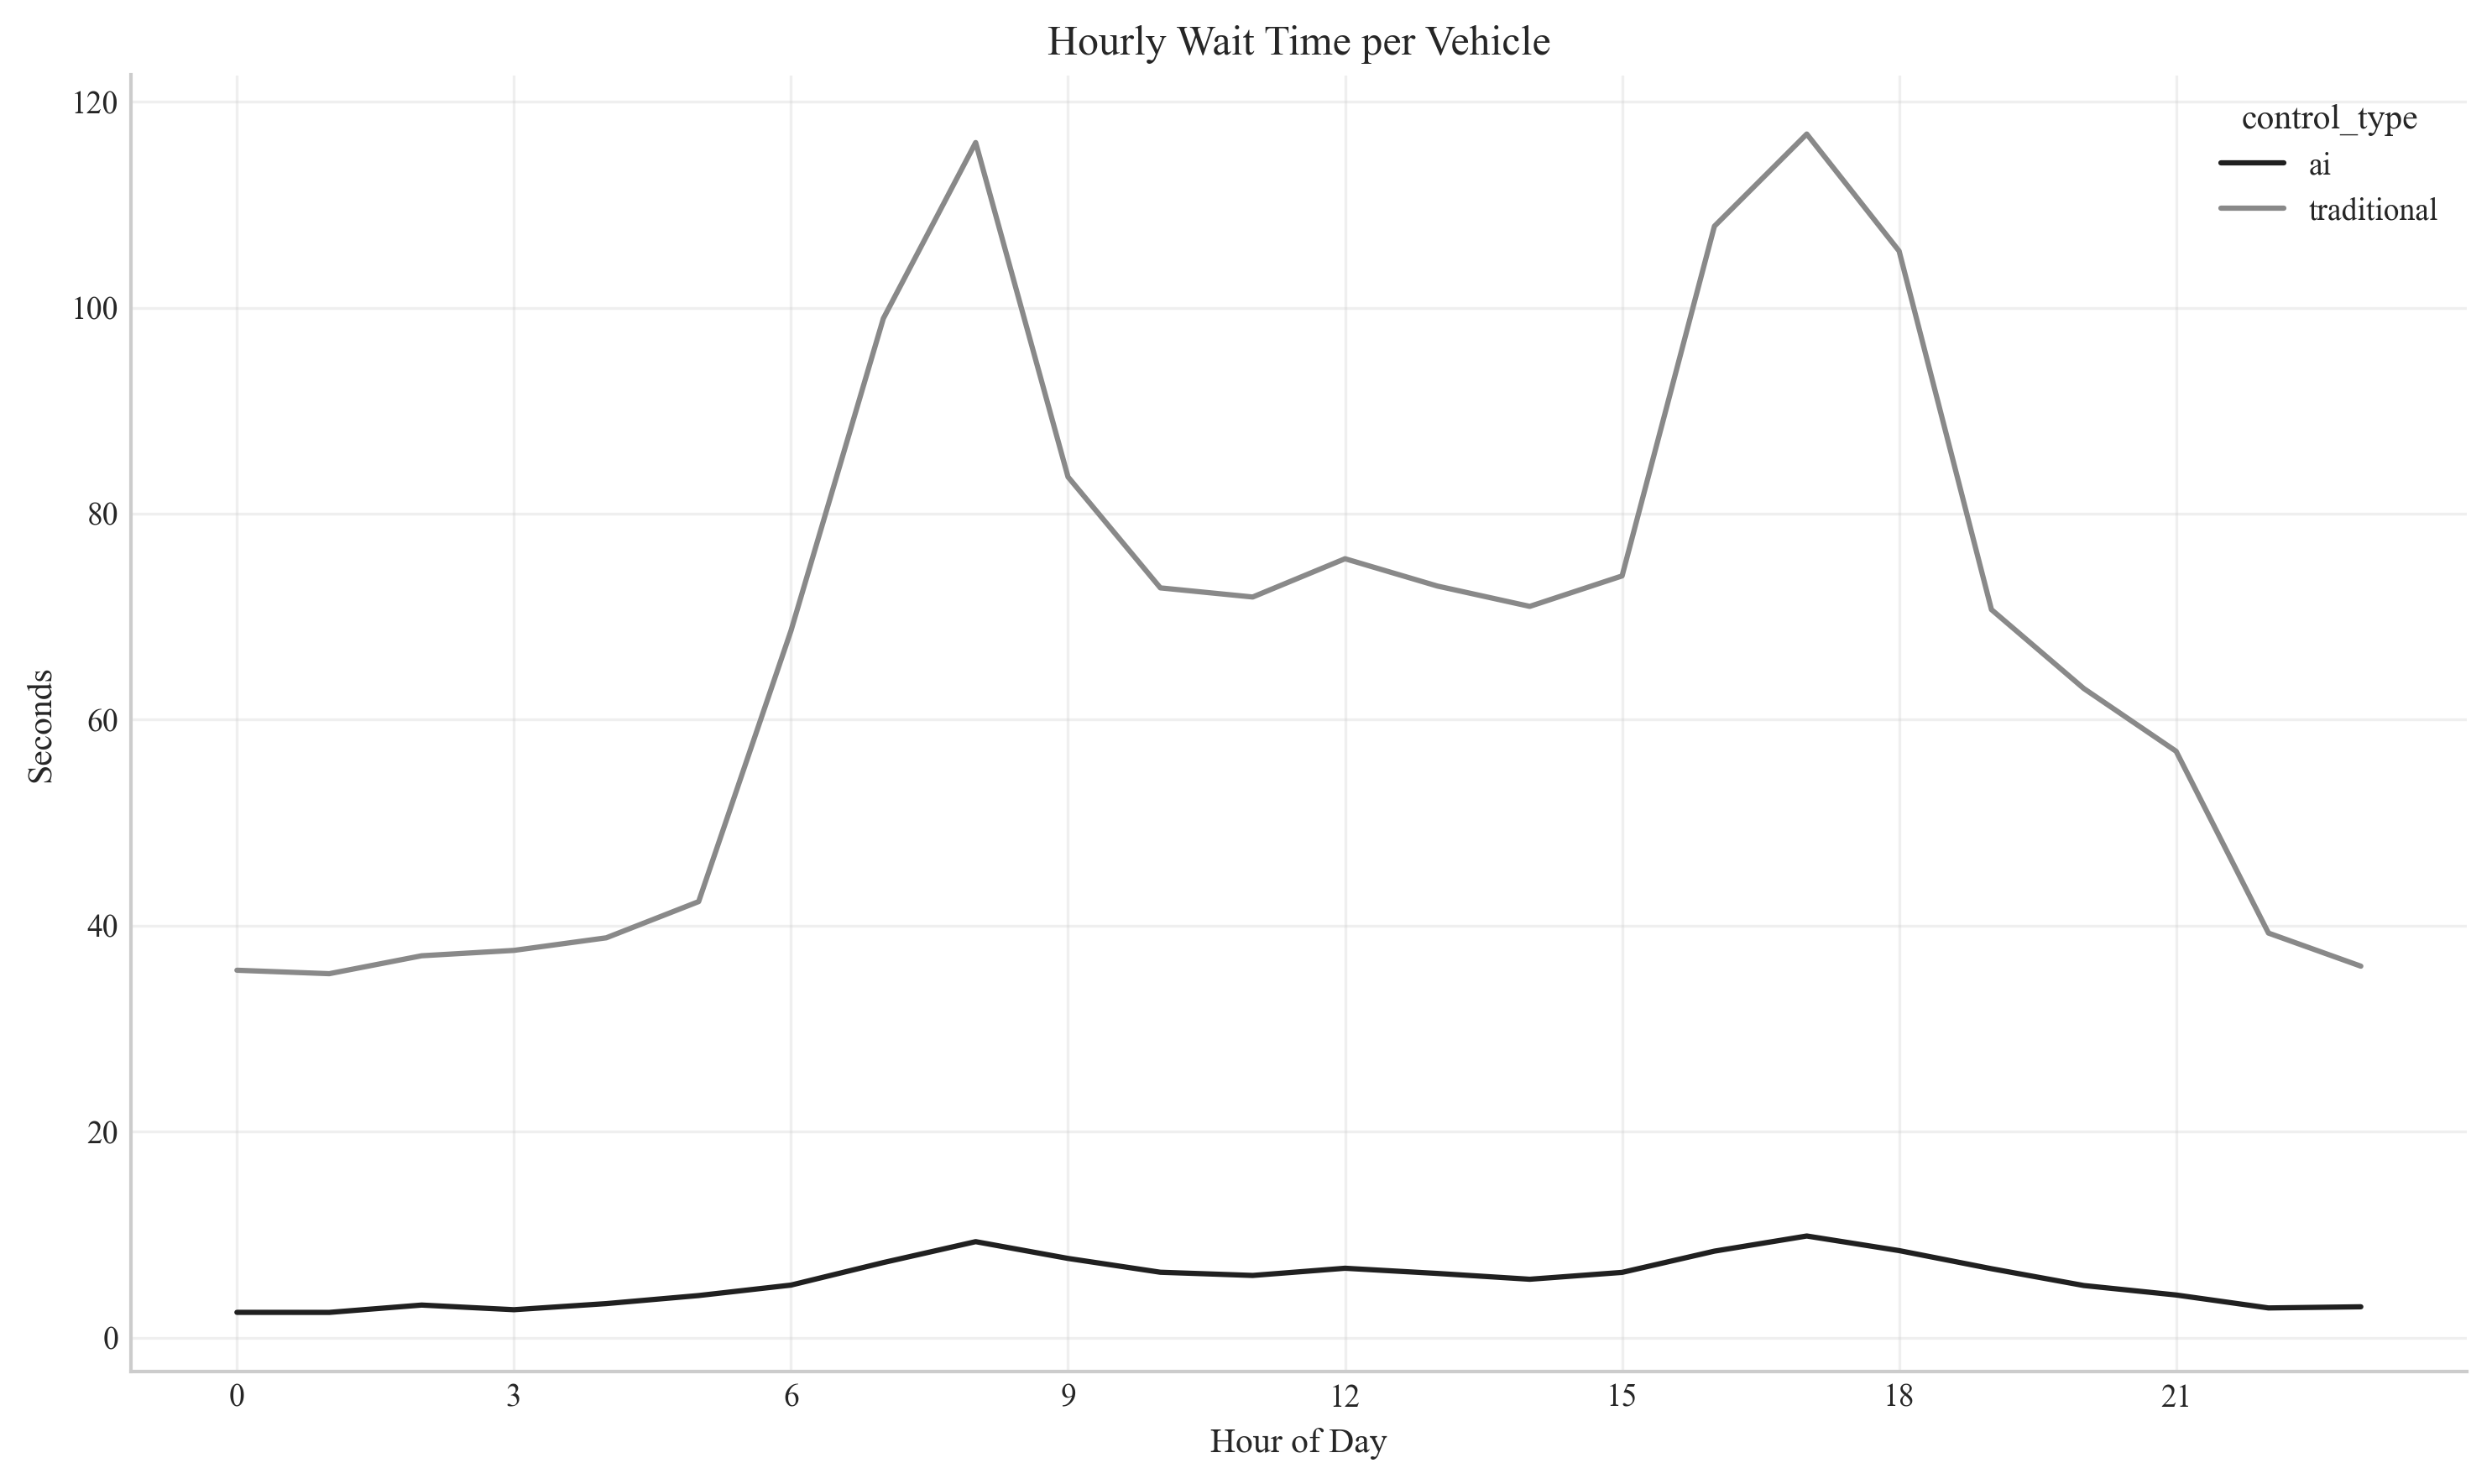 Hourly Wait Time per Vehicle
control_type
ai
traditional
120
100
80
60
40
20
0
Seconds
0 3 6 9 12 15 18 21
Hour of Day